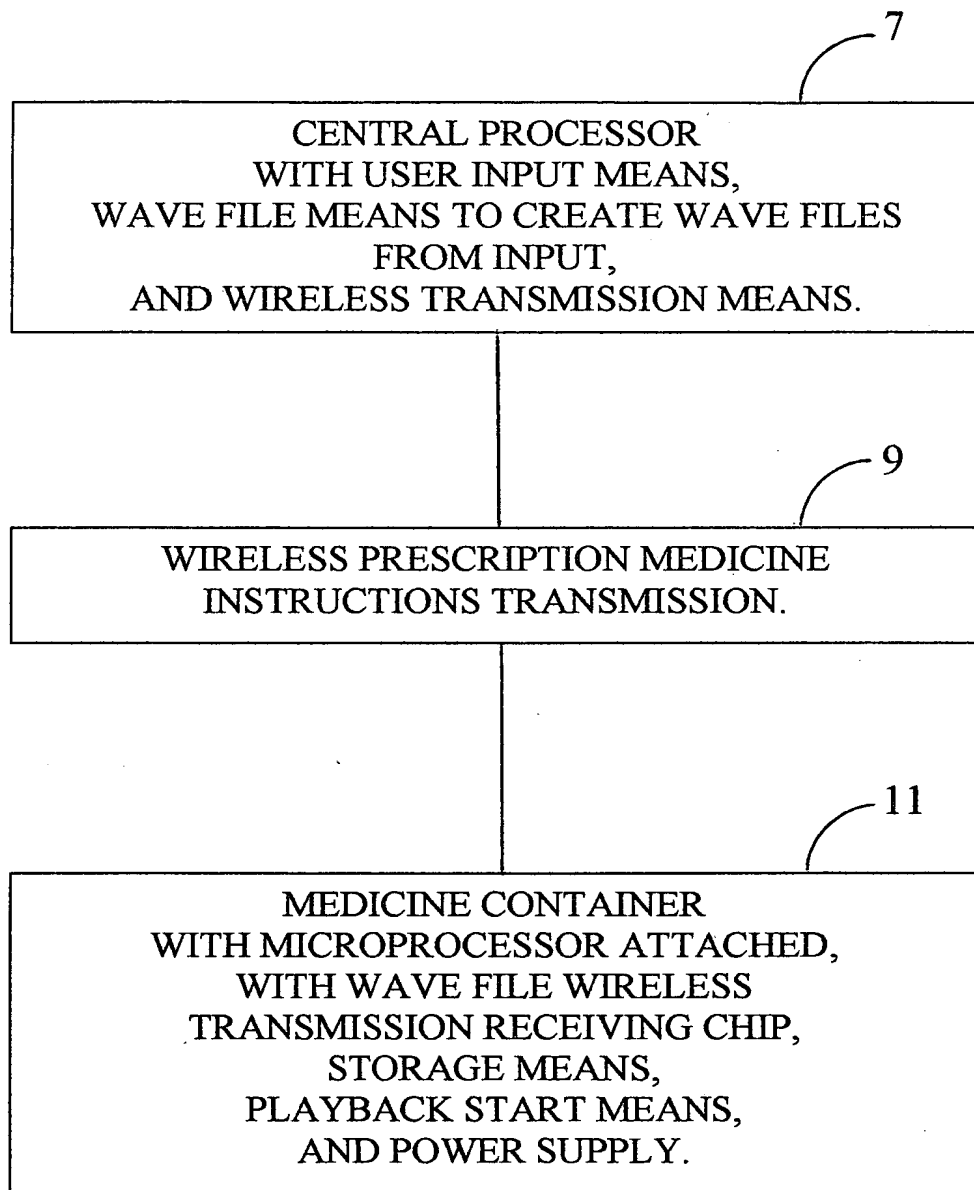 7
CENTRAL PROCESSOR
WITH USER INPUT MEANS,
WAVE FILE MEANS TO CREATE WAVE FILES
FROM INPUT,
AND WIRELESS TRANSMISSION MEANS.
9
WIRELESS PRESCRIPTION MEDICINE
INSTRUCTIONS TRANSMISSION.
11
MEDICINE CONTAINER
WITH MICROPROCESSOR ATTACHED,
WITH WAVE FILE WIRELESS
TRANSMISSION RECEIVING CHIP,
STORAGE MEANS,
PLAYBACK START MEANS,
AND POWER SUPPLY.